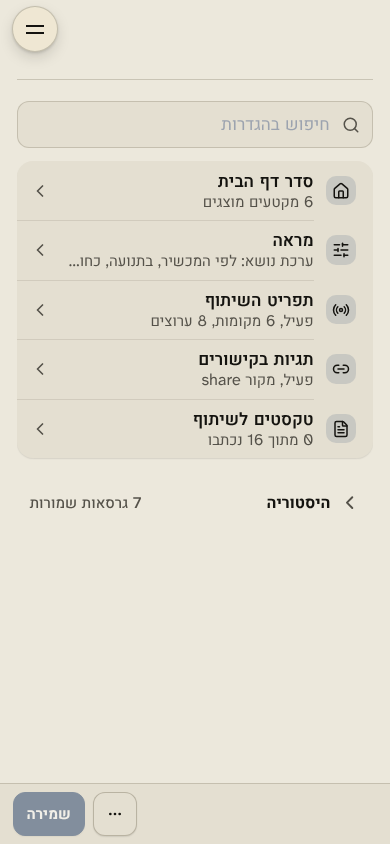 חיפוש בהגדרות
סדר דף הבית
6 מקטעים מוצגים
מראה
ערכת נושא: לפי המכשיר, בתנועה, כחו...
תפריט השיתוף
פעיל, 6 מקומות, 8 ערוצים
תגיות בקישורים
פעיל, מקור share
טקסטים לשיתוף
0 מתוך 16 נכתבו
היסטוריה
7 גרסאות שמורות
שמירה